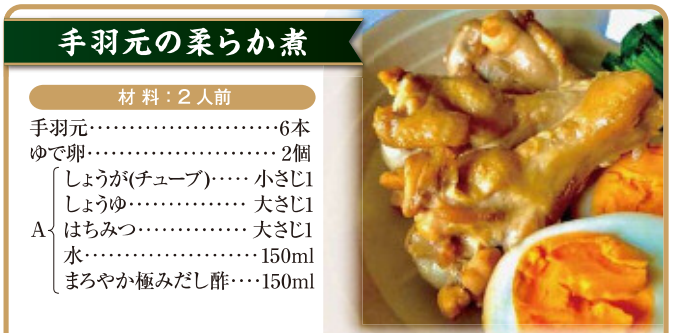 手羽元の柔らか煮
材料：2人前
手羽元‥‥‥‥‥‥‥‥‥‥‥‥6本
ゆで卵‥‥‥‥‥‥‥‥‥‥‥‥2個
A
しょうが(チューブ)‥‥‥小さじ1
しょうゆ‥‥‥‥‥‥‥‥大さじ1
はちみつ‥‥‥‥‥‥‥大さじ1
水‥‥‥‥‥‥‥‥‥‥‥150ml
まろやか極みだし酢‥‥150ml